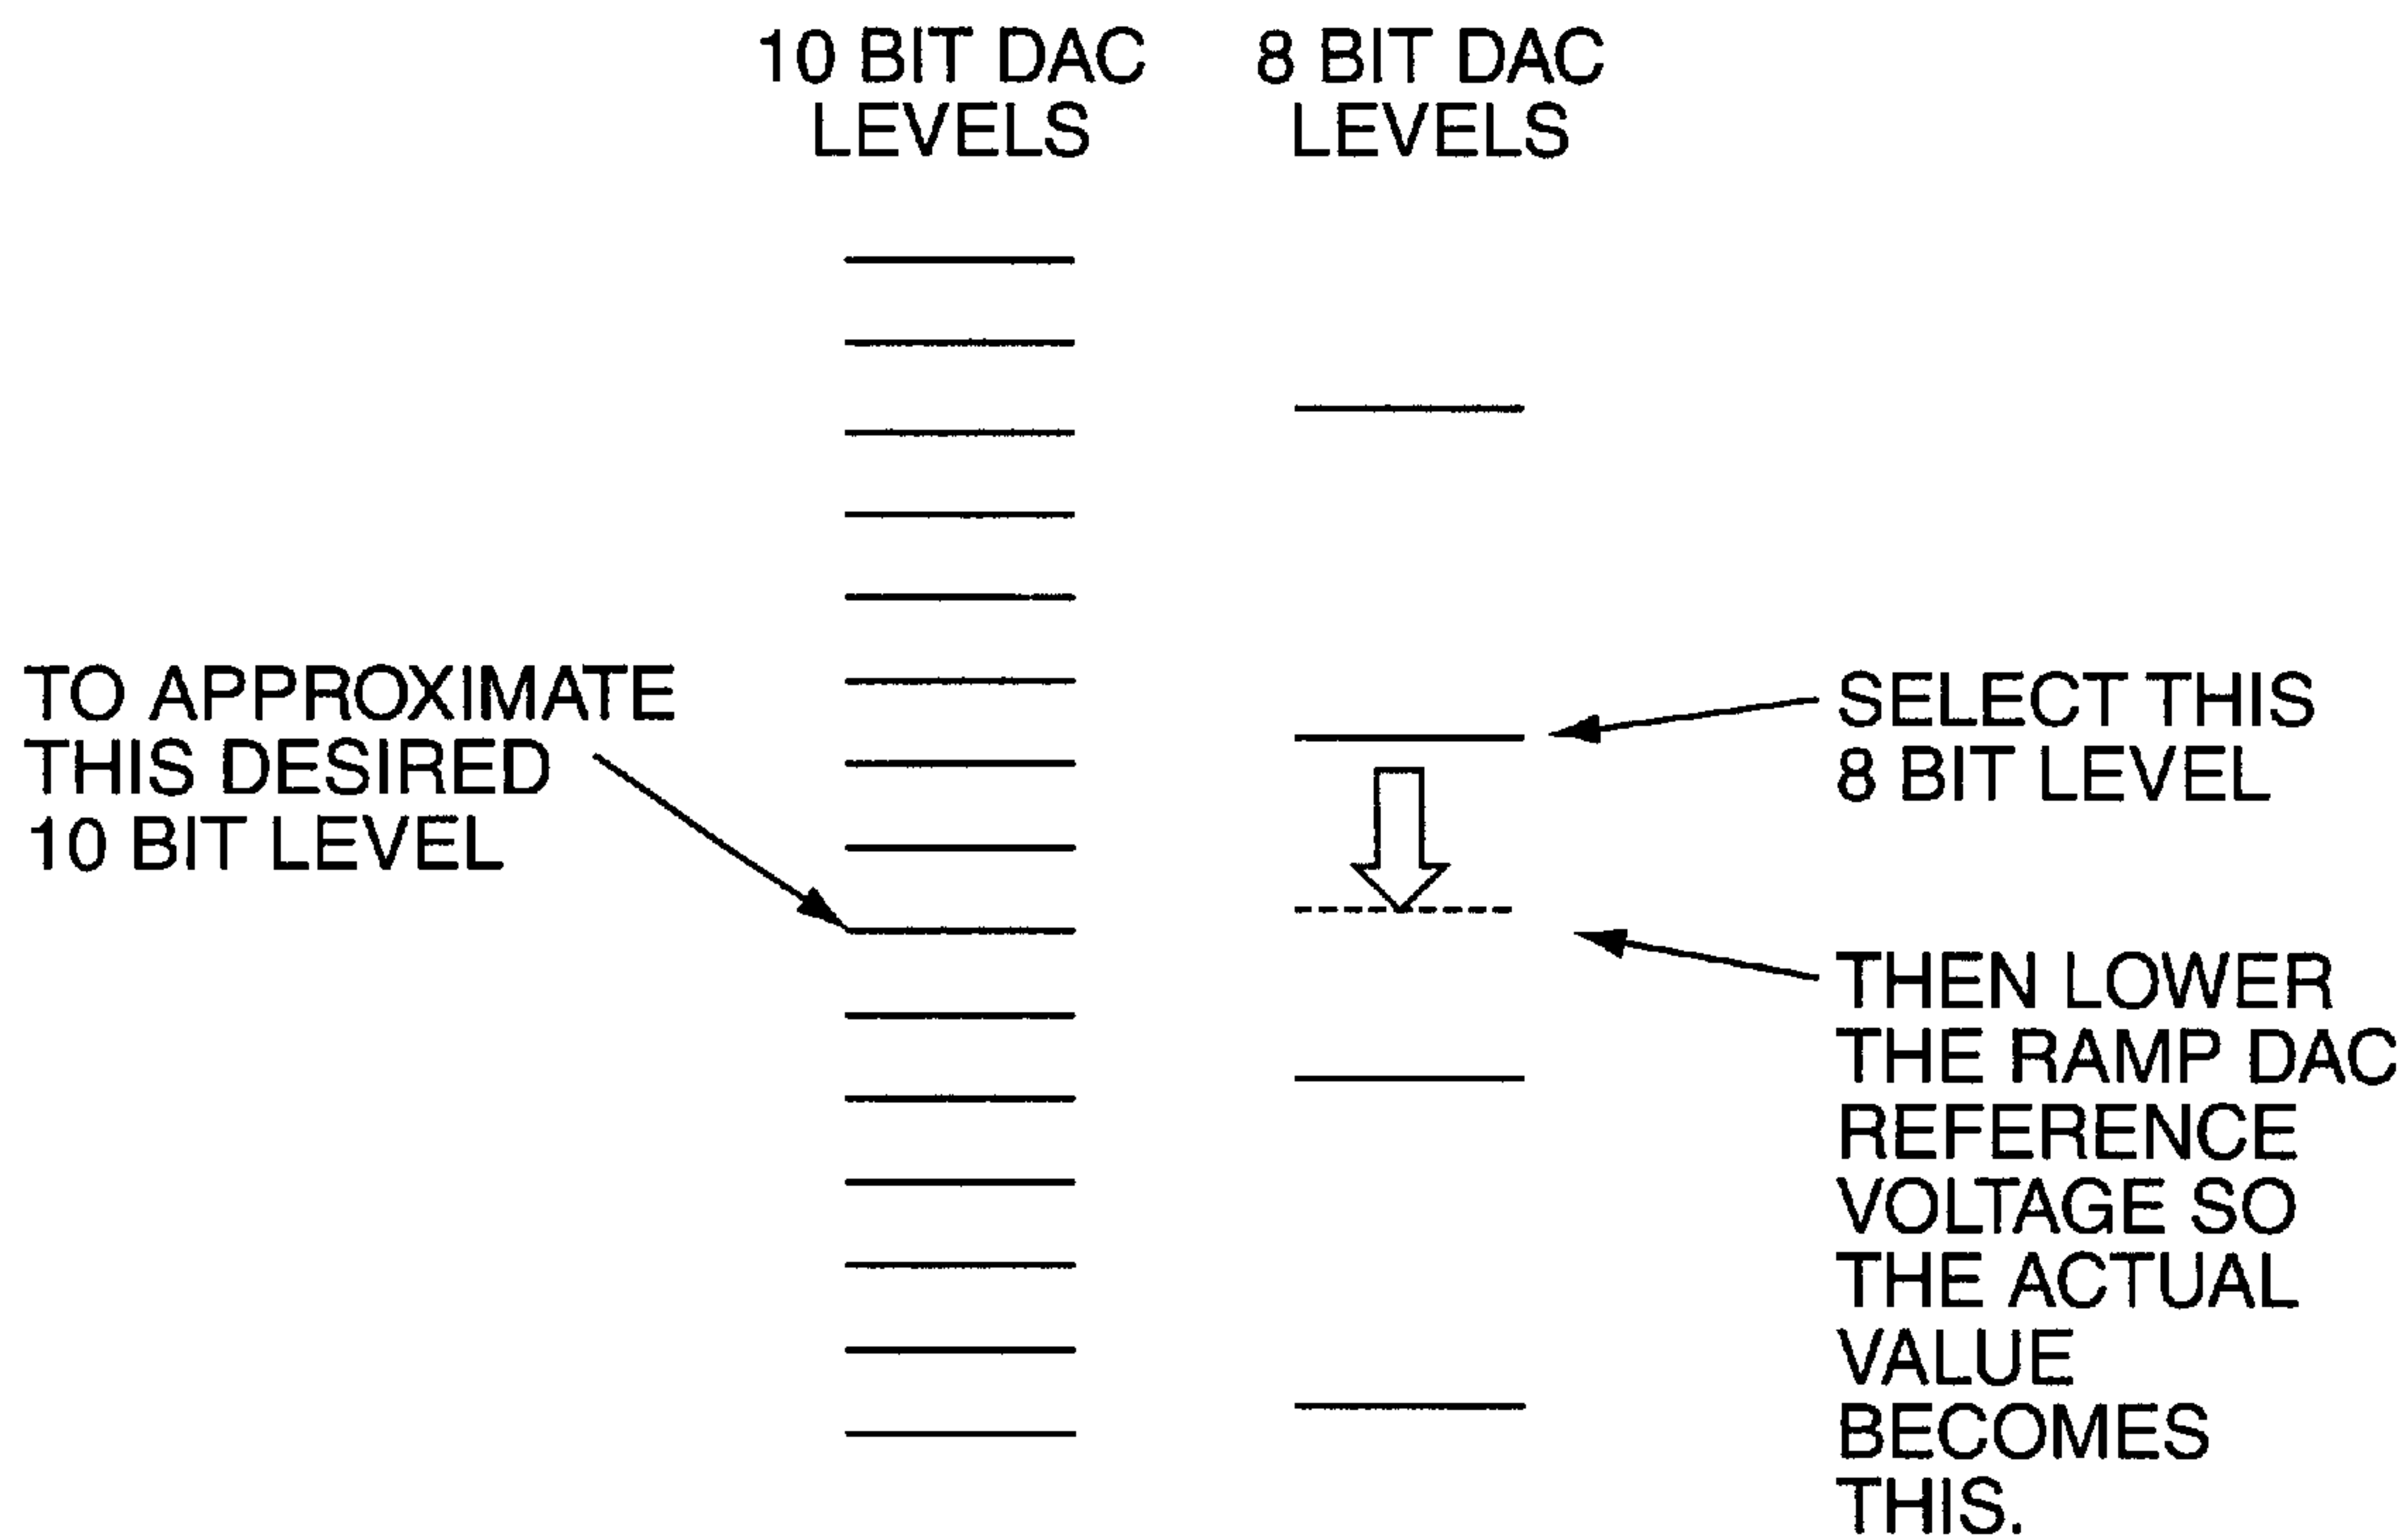 10 BIT DAC
LEVELS
8 BIT DAC
LEVELS
TO APPROXIMATE
THIS DESIRED
10 BIT LEVEL
SELECT THIS
8 BIT LEVEL
THEN LOWER
THE RAMP DAC
REFERENCE
VOLTAGE SO
THE ACTUAL
VALUE
BECOMES
THIS.